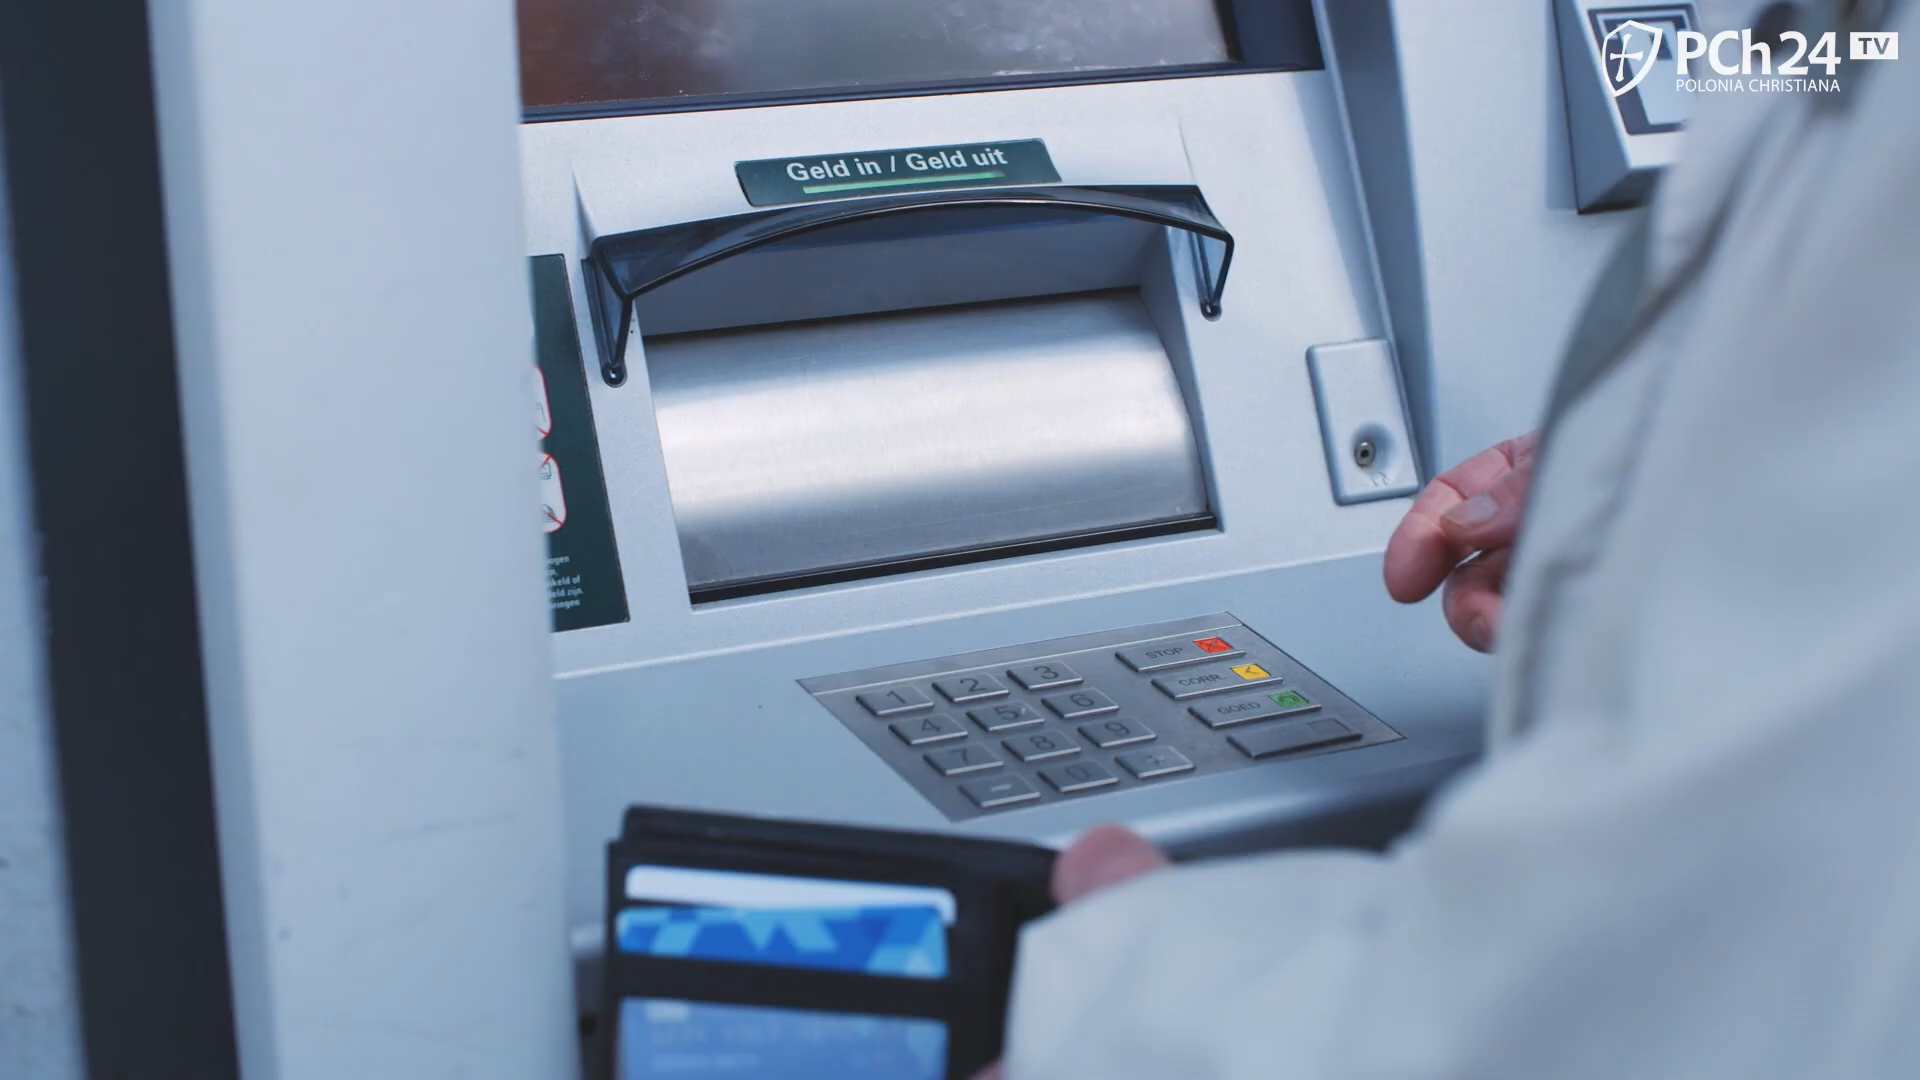 PCh24 TV
POLONIA CHRISTIANA
Geld in / Geld uit
1 2 3 STOP
4 5 6 CORR
7 8 9 GOED
- 0 +